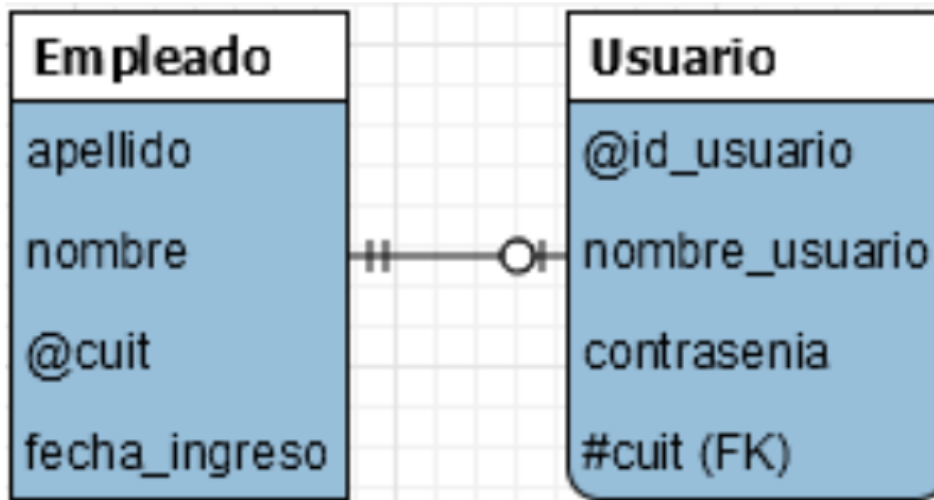 Empleado
apellido
nombre
@cuit
fecha_ingreso
Usuario
@id_usuario
nombre_usuario
contrasenia
#cuit (FK)